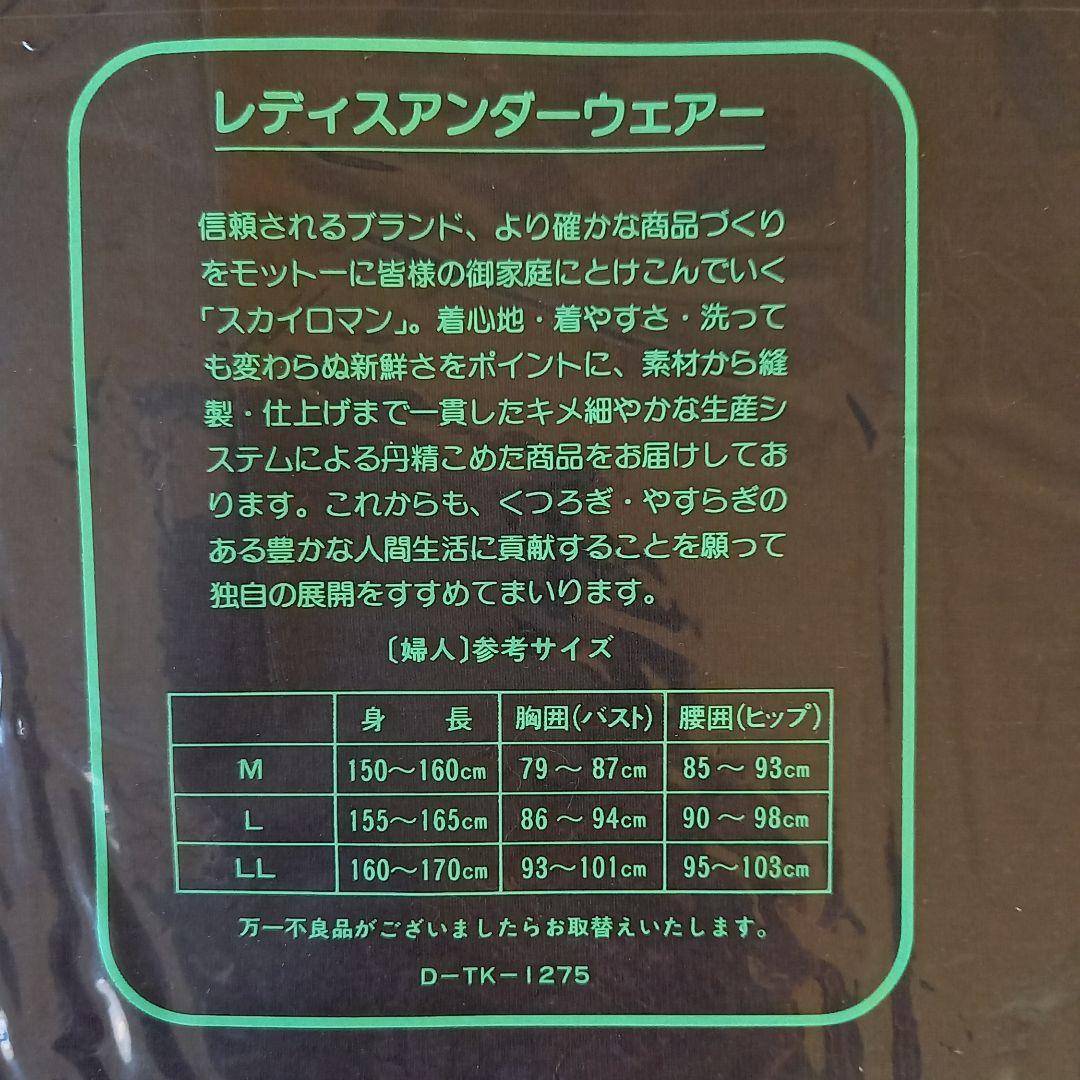 レディスアンダーウェアー
信頼されるブランド、より確かな商品づくり
をモットーに皆様の御家庭にとけこんでいく
「スカイロマン」。着心地・着やすさ・洗って
も変わらぬ新鮮さをポイントに、素材から縫
製・仕上げまで一貫したキメ細やかな生産シ
ステムによる丹精こめた商品をお届けしてお
ります。これからも、くつろぎ・やすらぎの
ある豊かな人間生活に貢献することを願って
独自の展開をすすめてまいります。
〔婦人〕参考サイズ
身 長 胸囲(バスト) 腰囲(ヒップ)
M 150〜160cm 79〜87cm 85〜93cm
L 155〜165cm 86〜94cm 90〜98cm
LL 160〜170cm 93〜101cm 95〜103cm
万一不良品がございましたらお取替えいたします。
D-TK-1275